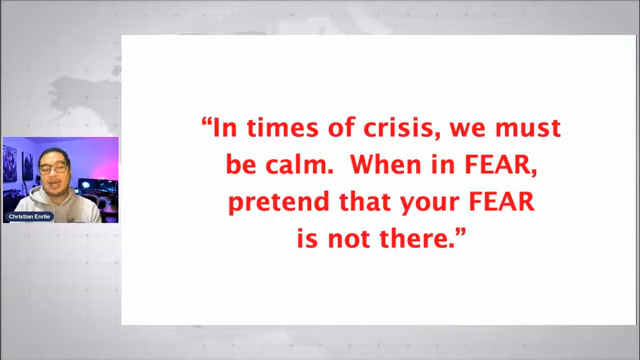 “In times of crisis, we must
be calm.  When in FEAR,
pretend that your FEAR
is not there.”
Christian Enrlie